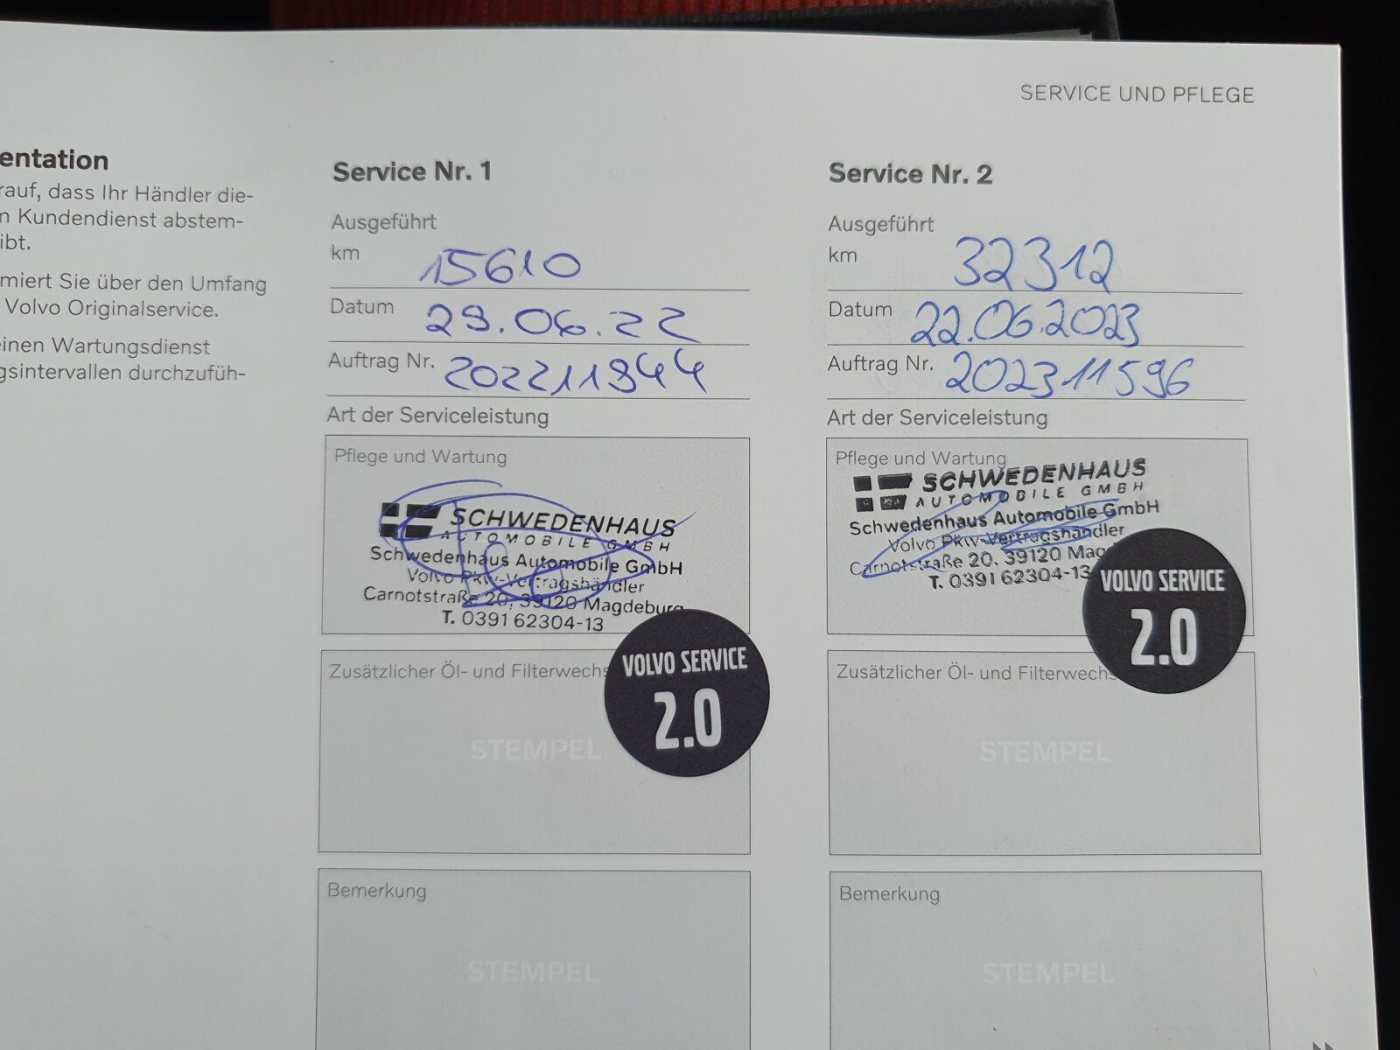 SERVICE UND PFLEGE
entation
rauf, dass Ihr Händler die-
n Kundendienst abstem-
ibt.
miert Sie über den Umfang
Volvo Originalservice.
einen Wartungsdienst
gsintervallen durchzufüh-
Service Nr. 1
Ausgeführt
km 15610
Datum 29.06.22
Auftrag Nr. 202211944
Art der Serviceleistung
Pflege und Wartung
SCHWEDENHAUS
AUTOMOBILE GMBH
Schwedenhaus Automobile GmbH
Volvo Pkw-Vertragshändler
Carnotstraße 20, 39120 Magdeburg
T. 0391 62304-13
VOLVO SERVICE
2.0
Zusätzlicher Öl- und Filterwechs
STEMPEL
Bemerkung
STEMPEL
Service Nr. 2
Ausgeführt
km 32312
Datum 22.06.2023
Auftrag Nr. 202311596
Art der Serviceleistung
Pflege und Wartung
SCHWEDENHAUS
AUTOMOBILE GMBH
Schwedenhaus Automobile GmbH
Volvo Pkw-Vertragshändler
Carnotstraße 20, 39120 Magd
T. 0391 62304-13
VOLVO SERVICE
2.0
Zusätzlicher Öl- und Filterwechs
STEMPEL
Bemerkung
STEMPEL